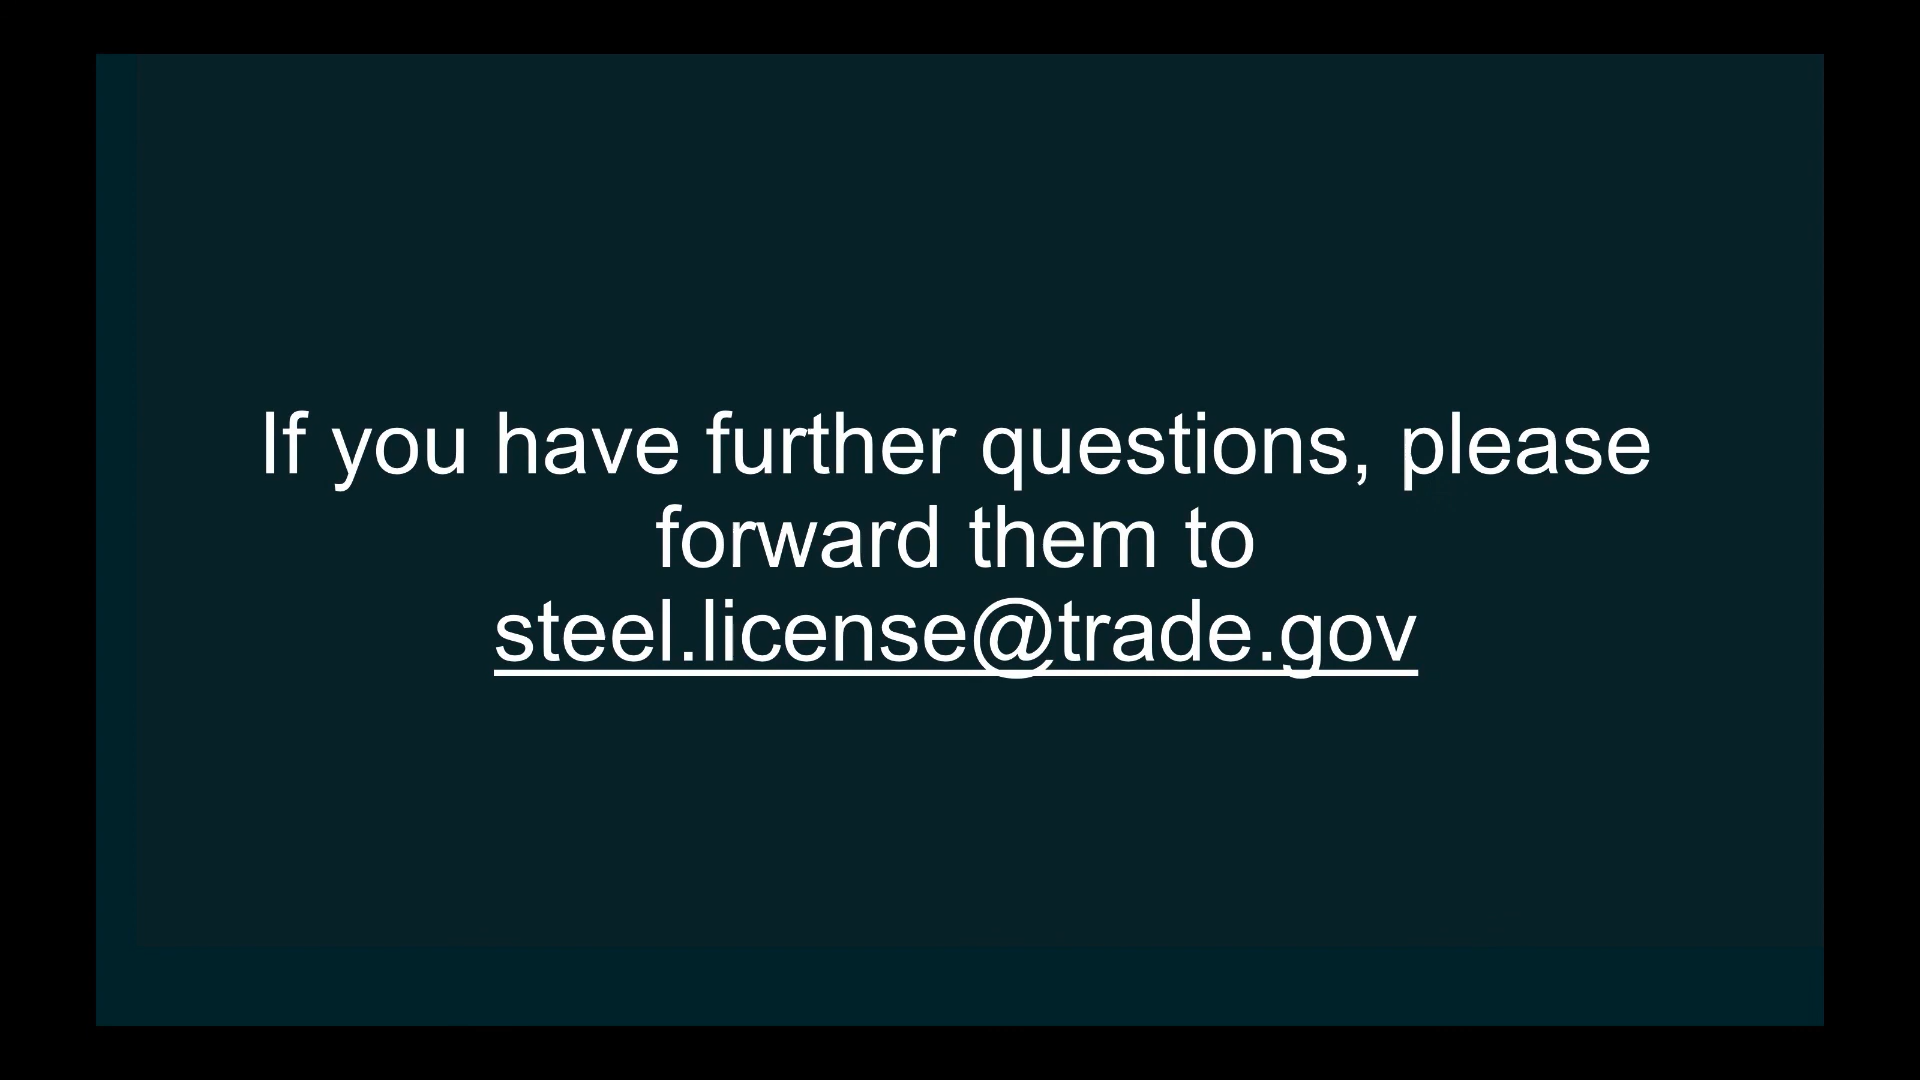 If you have further questions, please
forward them to
steel.license@trade.gov